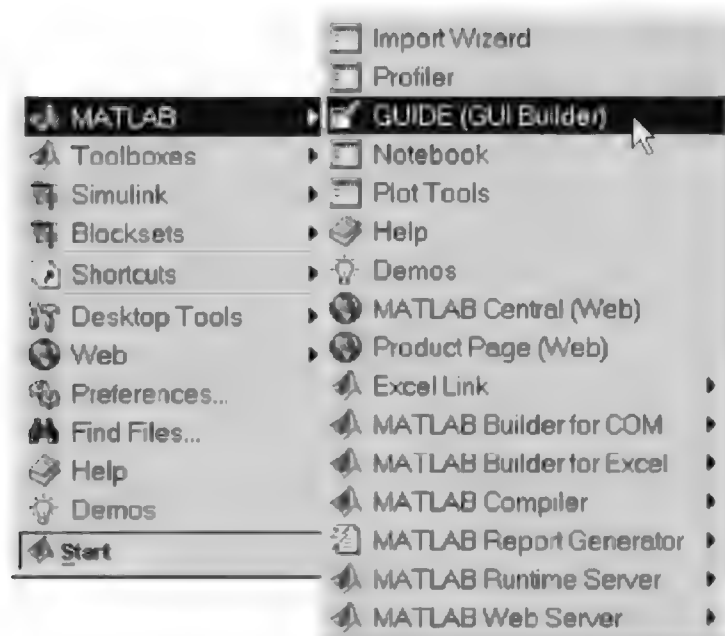 MATLAB
Toolboxes
Simulink
Blocksets
Shortcuts
Desktop Tools
Web
Preferences...
Find Files...
Help
Demos
Start
Import Wizard
Profiler
GUIDE (GUI Builder)
Notebook
Plot Tools
Help
Demos
MATLAB Central (Web)
Product Page (Web)
Excel Link
MATLAB Builder for COM
MATLAB Builder for Excel
MATLAB Compiler
MATLAB Report Generator
MATLAB Runtime Server
MATLAB Web Server